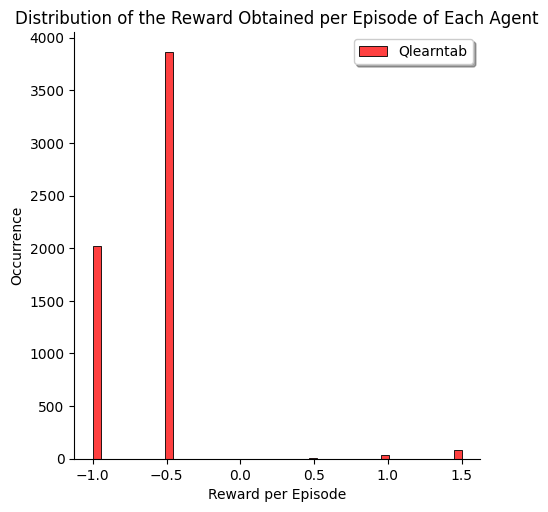 Distribution of the Reward Obtained per Episode of Each Agent
Qlearntab
4000
3500
3000
2500
2000
1500
1000
500
0
Occurrence
−1.0 −0.5 0.0 0.5 1.0 1.5
Reward per Episode